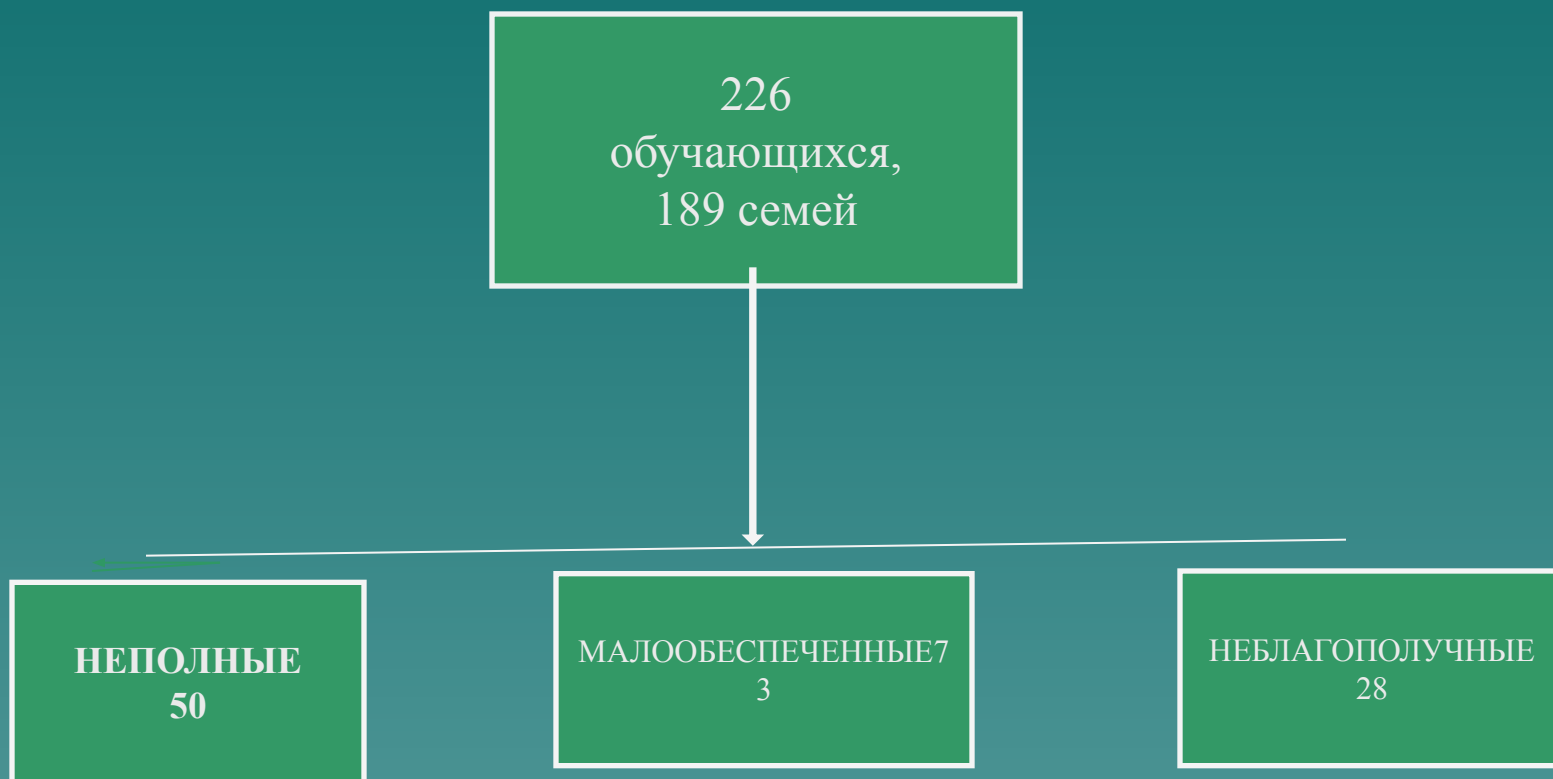 226
обучающихся,
189 семей
НЕПОЛНЫЕ
50
МАЛООБЕСПЕЧЕННЫЕ7
3
НЕБЛАГОПОЛУЧНЫЕ
28